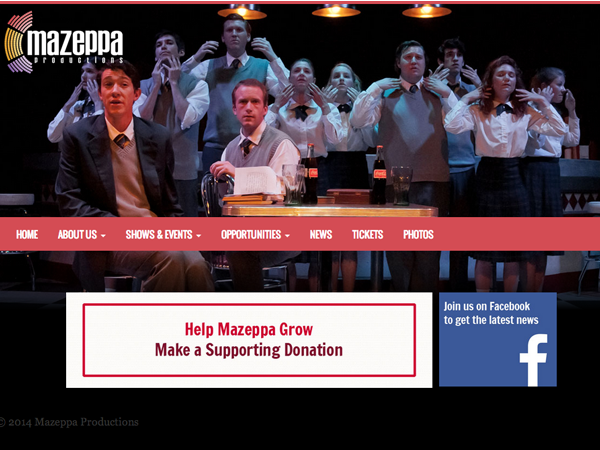 mazeppa
productions
HOME
ABOUT US
SHOWS & EVENTS
OPPORTUNITIES
NEWS
TICKETS
PHOTOS
Help Mazeppa Grow
Make a Supporting Donation
Join us on Facebook
to get the latest news
f
© 2014 Mazeppa Productions